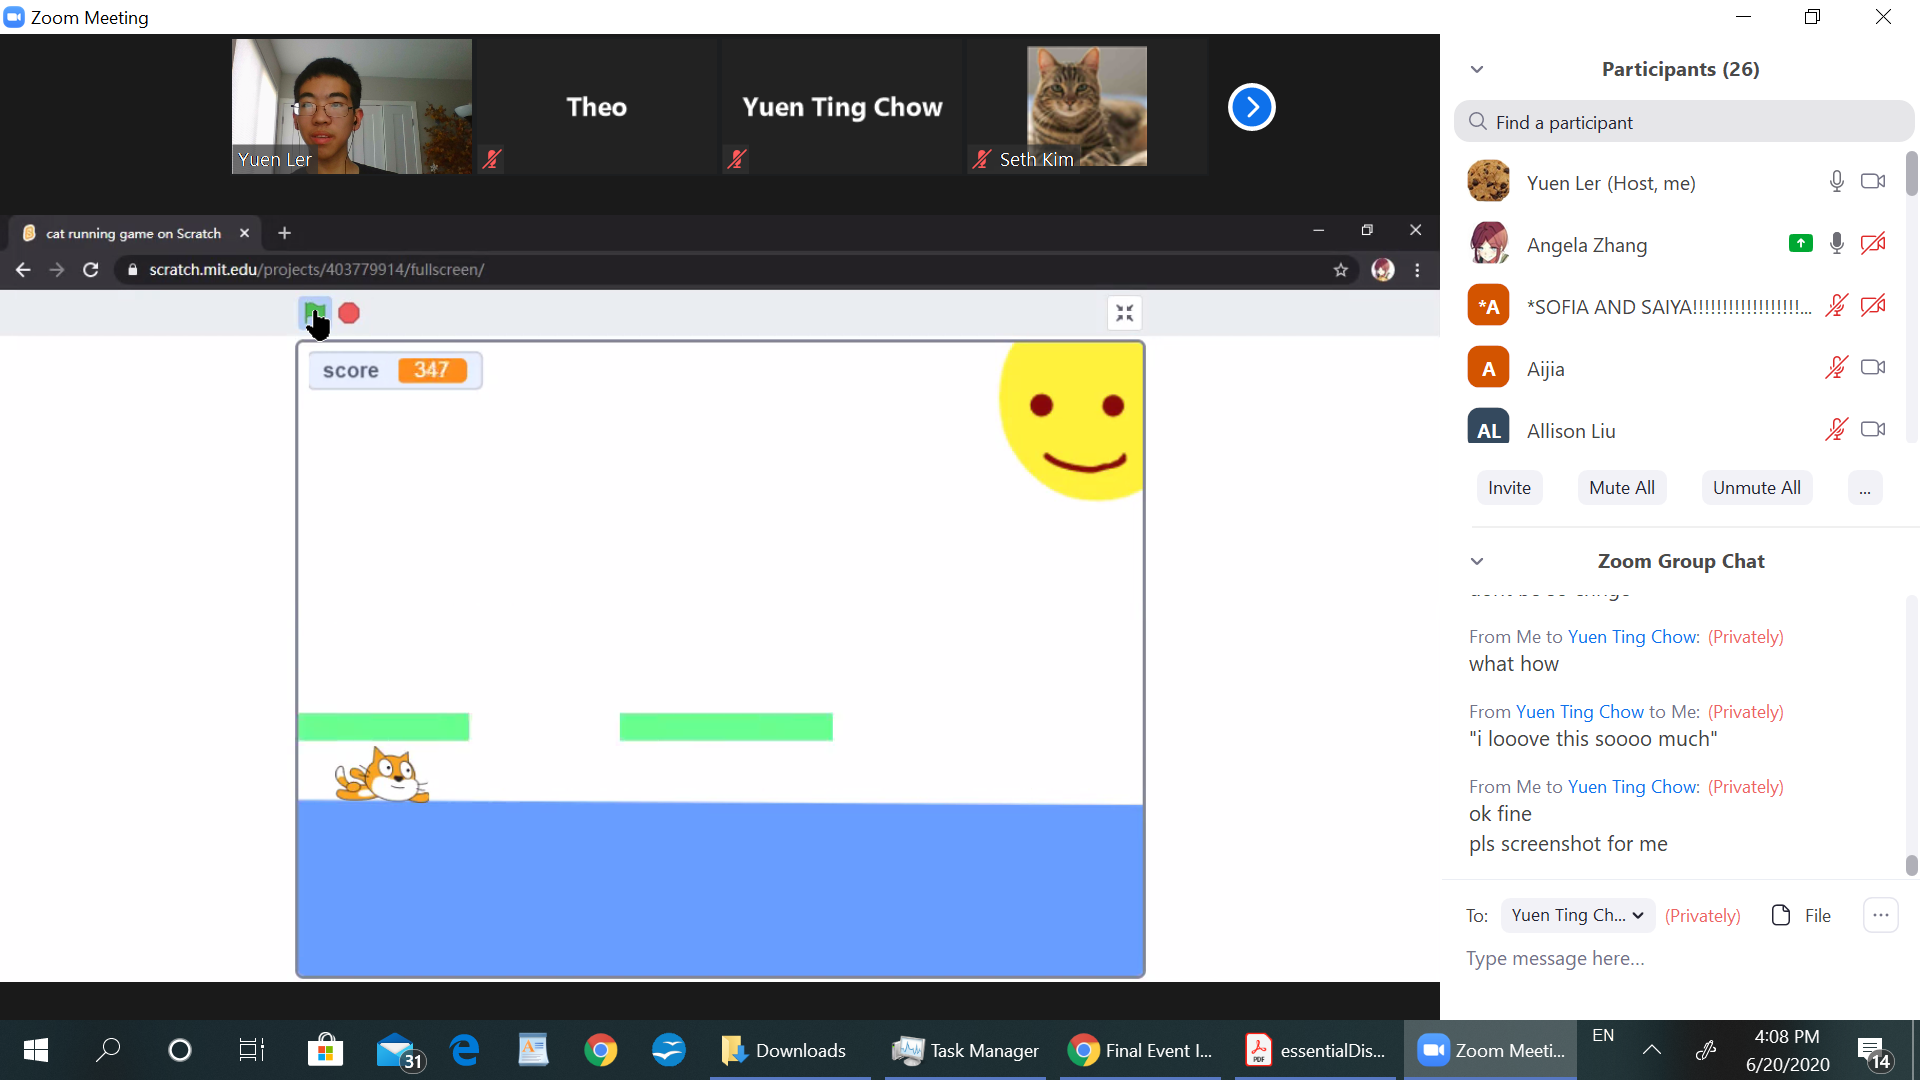 Zoom Meeting
Yuen Ler
Theo
Yuen Ting Chow
Seth Kim
cat running game on Scratch
scratch.mit.edu/projects/403779914/fullscreen/
score 347
Participants (26)
Find a participant
Yuen Ler (Host, me)
Angela Zhang
*A *SOFIA AND SAIYA!!!!!!!!!!!!!!!!!!...
A Aijia
AL Allison Liu
Invite Mute All Unmute All ...
Zoom Group Chat
From Me to Yuen Ting Chow: (Privately)
what how
From Yuen Ting Chow to Me: (Privately)
"i looove this soooo much"
From Me to Yuen Ting Chow: (Privately)
ok fine
pls screenshot for me
To: Yuen Ting Ch... (Privately) File
Type message here...
31
Downloads
Task Manager
Final Event I...
PDF
essentialDis...
Zoom Meeti...
EN
4:08 PM
6/20/2020
14